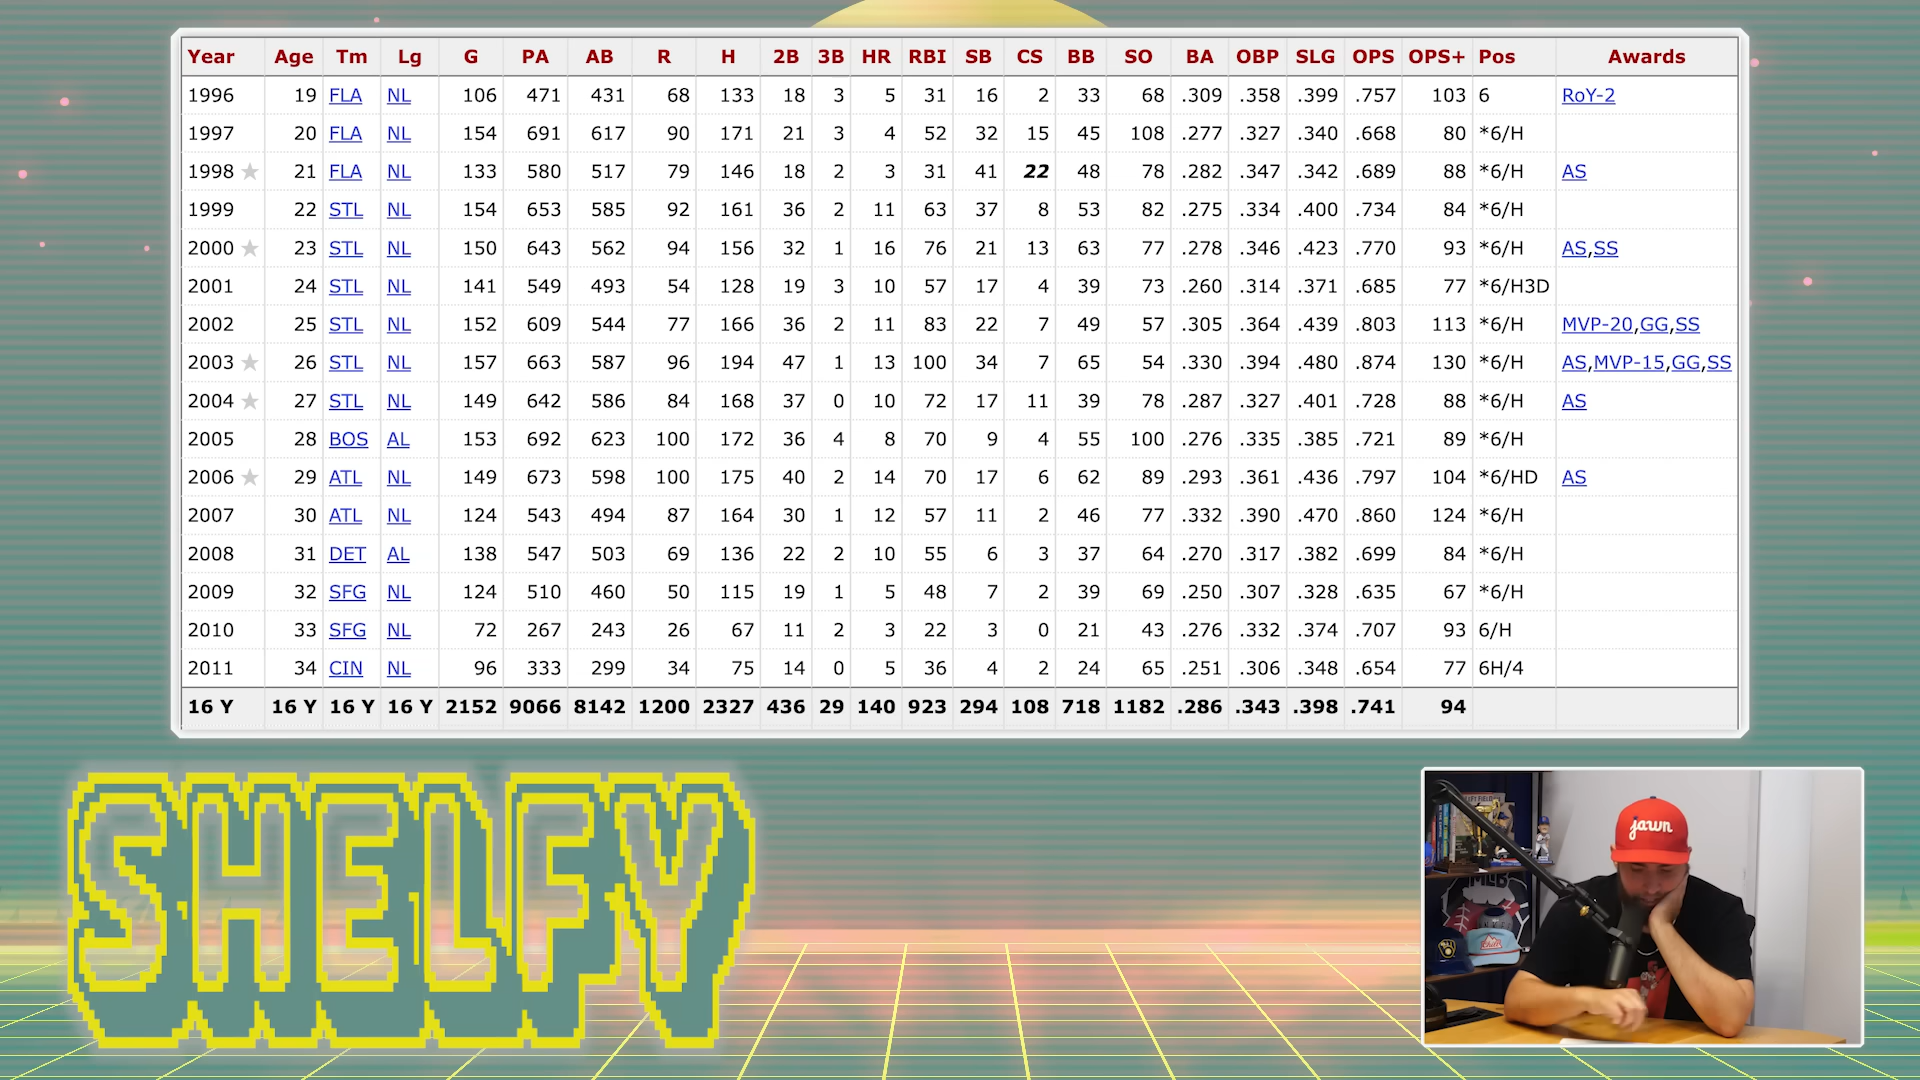 Year Age Tm Lg G PA AB R H 2B 3B HR RBI SB CS BB SO BA OBP SLG OPS OPS+ Pos Awards
1996 19 FLA NL 106 471 431 68 133 18 3 5 31 16 2 33 68 .309 .358 .399 .757 103 6 RoY-2
1997 20 FLA NL 154 691 617 90 171 21 3 4 52 32 15 45 108 .277 .327 .340 .668 80 *6/H
1998 ★ 21 FLA NL 133 580 517 79 146 18 2 3 31 41 22 48 78 .282 .347 .342 .689 88 *6/H AS
1999 22 STL NL 154 653 585 92 161 36 2 11 63 37 8 53 82 .275 .334 .400 .734 84 *6/H
2000 ★ 23 STL NL 150 643 562 94 156 32 1 16 76 21 13 63 77 .278 .346 .423 .770 93 *6/H AS,SS
2001 24 STL NL 141 549 493 54 128 19 3 10 57 17 4 39 73 .260 .314 .371 .685 77 *6/H3D
2002 25 STL NL 152 609 544 77 166 36 2 11 83 22 7 49 57 .305 .364 .439 .803 113 *6/H MVP-20,GG,SS
2003 ★ 26 STL NL 157 663 587 96 194 47 1 13 100 34 7 65 54 .330 .394 .480 .874 130 *6/H AS,MVP-15,GG,SS
2004 ★ 27 STL NL 149 642 586 84 168 37 0 10 72 17 11 39 78 .287 .327 .401 .728 88 *6/H AS
2005 28 BOS AL 153 692 623 100 172 36 4 8 70 9 4 55 100 .276 .335 .385 .721 89 *6/H
2006 ★ 29 ATL NL 149 673 598 100 175 40 2 14 70 17 6 62 89 .293 .361 .436 .797 104 *6/HD AS
2007 30 ATL NL 124 543 494 87 164 30 1 12 57 11 2 46 77 .332 .390 .470 .860 124 *6/H
2008 31 DET AL 138 547 503 69 136 22 2 10 55 6 3 37 64 .270 .317 .382 .699 84 *6/H
2009 32 SFG NL 124 510 460 50 115 19 1 5 48 7 2 39 69 .250 .307 .328 .635 67 *6/H
2010 33 SFG NL 72 267 243 26 67 11 2 3 22 3 0 21 43 .276 .332 .374 .707 93 6/H
2011 34 CIN NL 96 333 299 34 75 14 0 5 36 4 2 24 65 .251 .306 .348 .654 77 6H/4
16 Y 16 Y 16 Y 16 Y 2152 9066 8142 1200 2327 436 29 140 923 294 108 718 1182 .286 .343 .398 .741 94
SHELFY
jawn
MLB